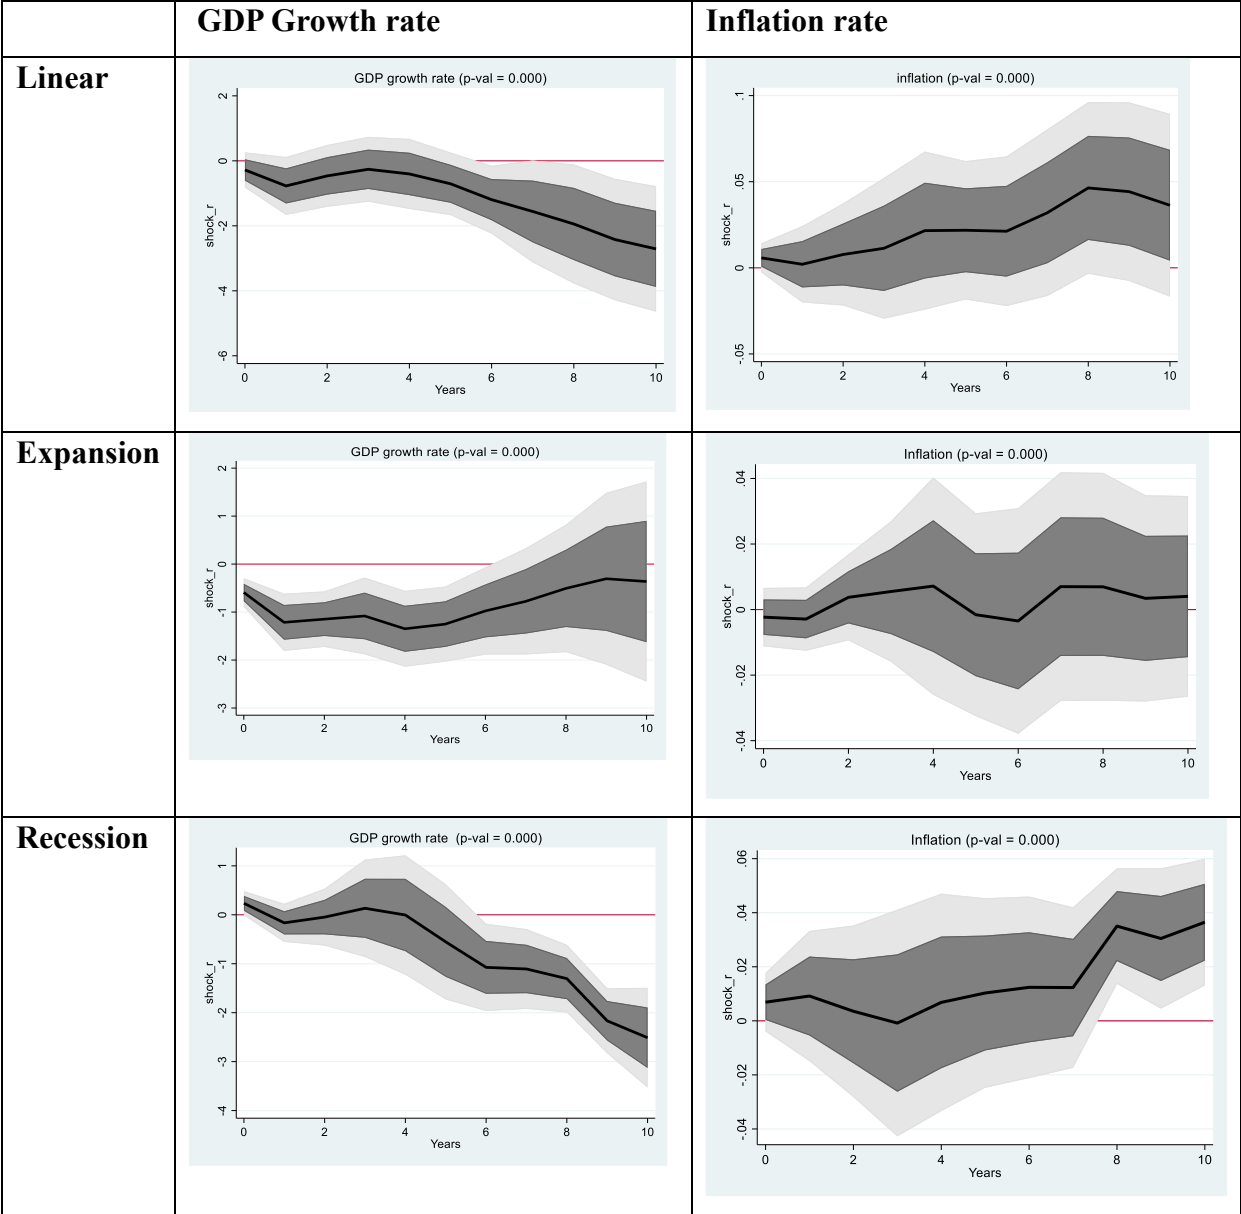 GDP Growth rate
Inflation rate
Linear
GDP growth rate (p-val = 0.000)
shock_r
2
0
-2
-4
-6
0 2 4 6 8 10
Years
inflation (p-val = 0.000)
shock_r
.1
.05
0
-.05
0 2 4 6 8 10
Years
Expansion
GDP growth rate (p-val = 0.000)
shock_r
2
1
0
-1
-2
-3
0 2 4 6 8 10
Years
Inflation (p-val = 0.000)
shock_r
.04
.02
0
-.02
-.04
0 2 4 6 8 10
Years
Recession
GDP growth rate (p-val = 0.000)
shock_r
1
0
-1
-2
-3
-4
0 2 4 6 8 10
Years
Inflation (p-val = 0.000)
shock_r
.06
.04
.02
0
-.02
-.04
0 2 4 6 8 10
Years